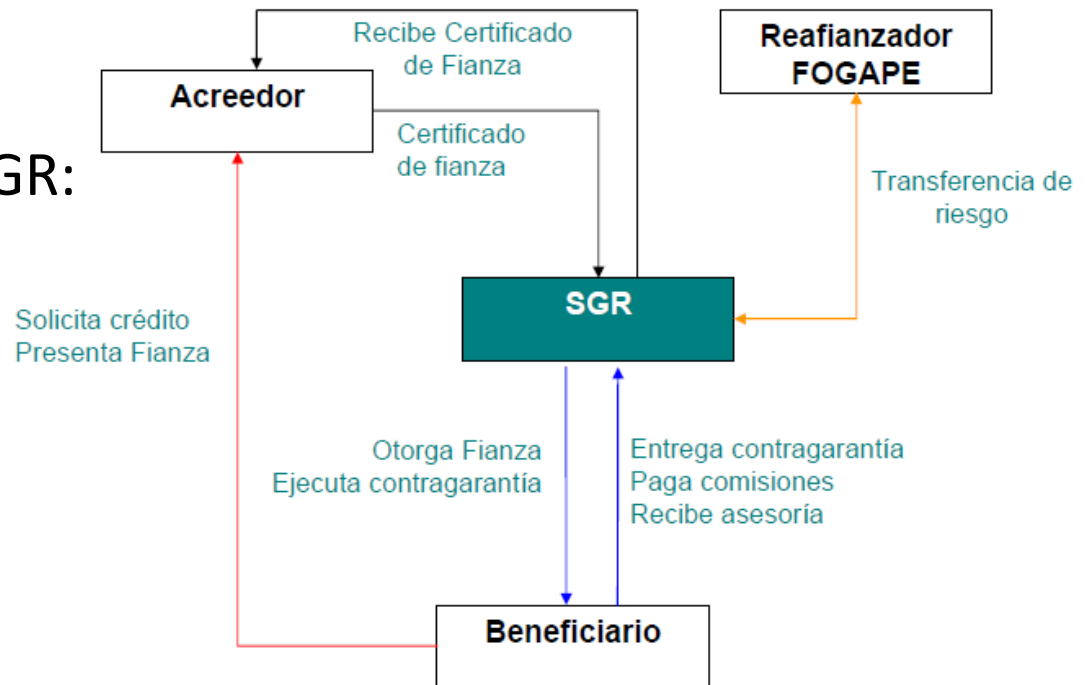 Recibe Certificado
de Fianza
Reafianzador
FOGAPE
Acreedor
Certificado
de fianza
GR:
Transferencia de
riesgo
SGR
Solicita crédito
Presenta Fianza
Otorga Fianza
Ejecuta contragarantía
Entrega contragarantía
Paga comisiones
Recibe asesoría
Beneficiario